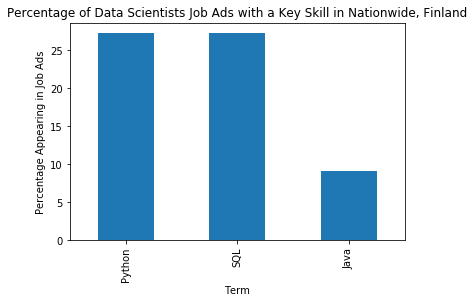 Percentage of Data Scientists Job Ads with a Key Skill in Nationwide, Finland
Percentage Appearing in Job Ads
25
20
15
10
5
0
Python
SQL
Java
Term